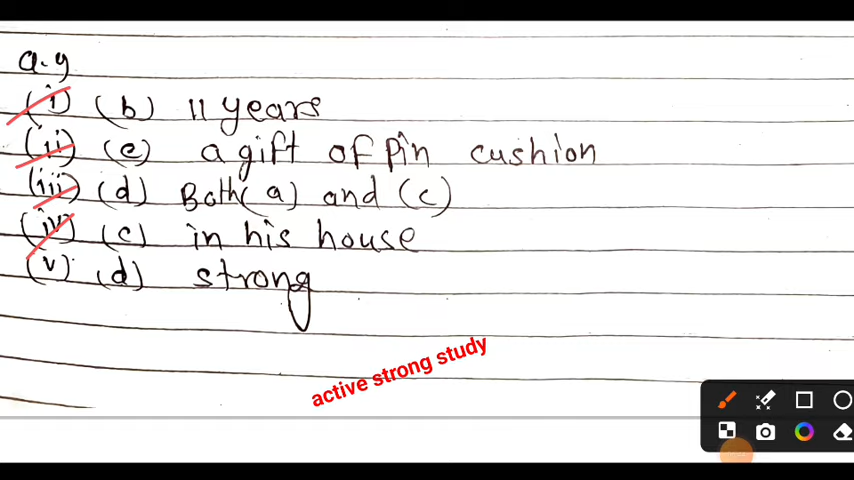 a.9
(i) (b) 11 years
(ii) (c) a gift of Pin cushion
(iii) (d) Both (a) and (c)
(iv) (c) in his house
(v) (d) strong
active strong study